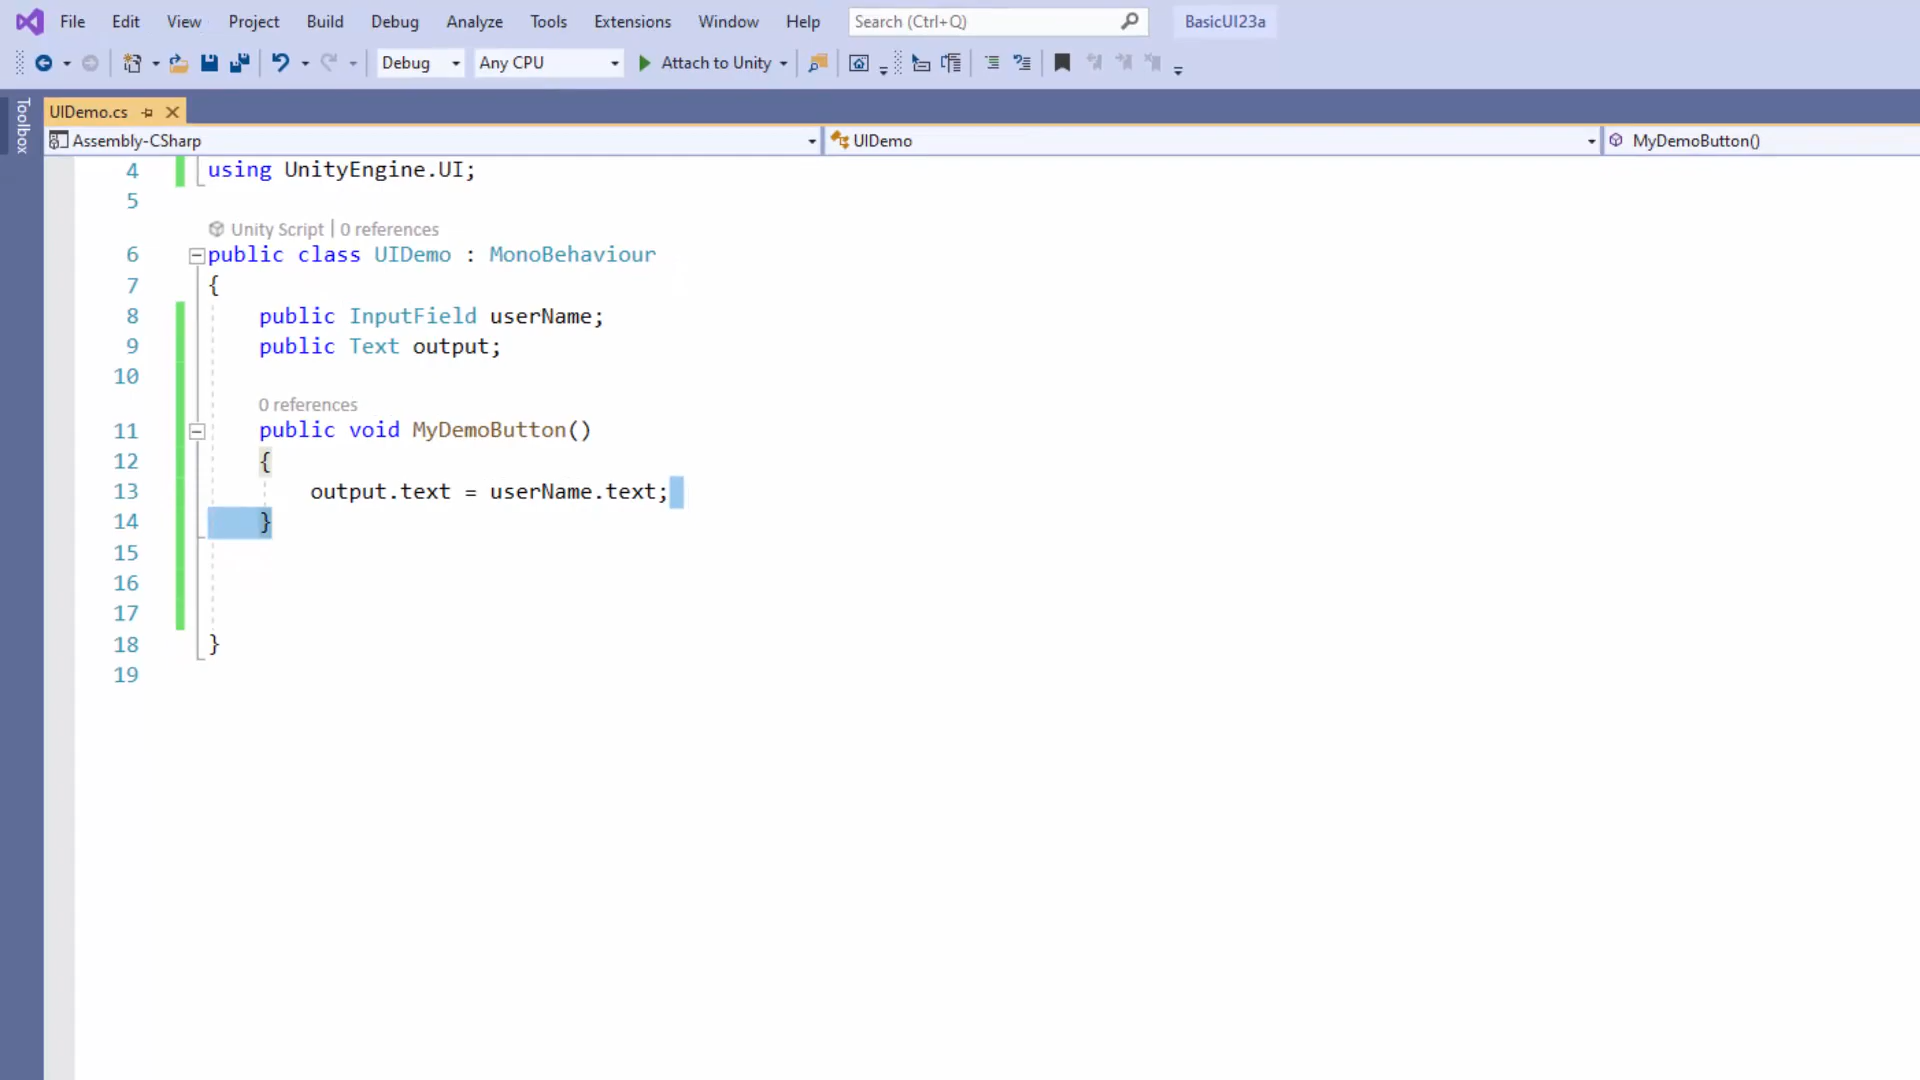 File Edit View Project Build Debug Analyze Tools Extensions Window Help Search (Ctrl+Q) BasicUI23a
Debug Any CPU Attach to Unity
Toolbox
UIDemo.cs
Assembly-CSharp UIDemo MyDemoButton()
4 using UnityEngine.UI;
5
Unity Script | 0 references
6 public class UIDemo : MonoBehaviour
7 {
8 public InputField userName;
9 public Text output;
10
0 references
11 public void MyDemoButton()
12 {
13 output.text = userName.text;
14 }
15
16
17
18 }
19